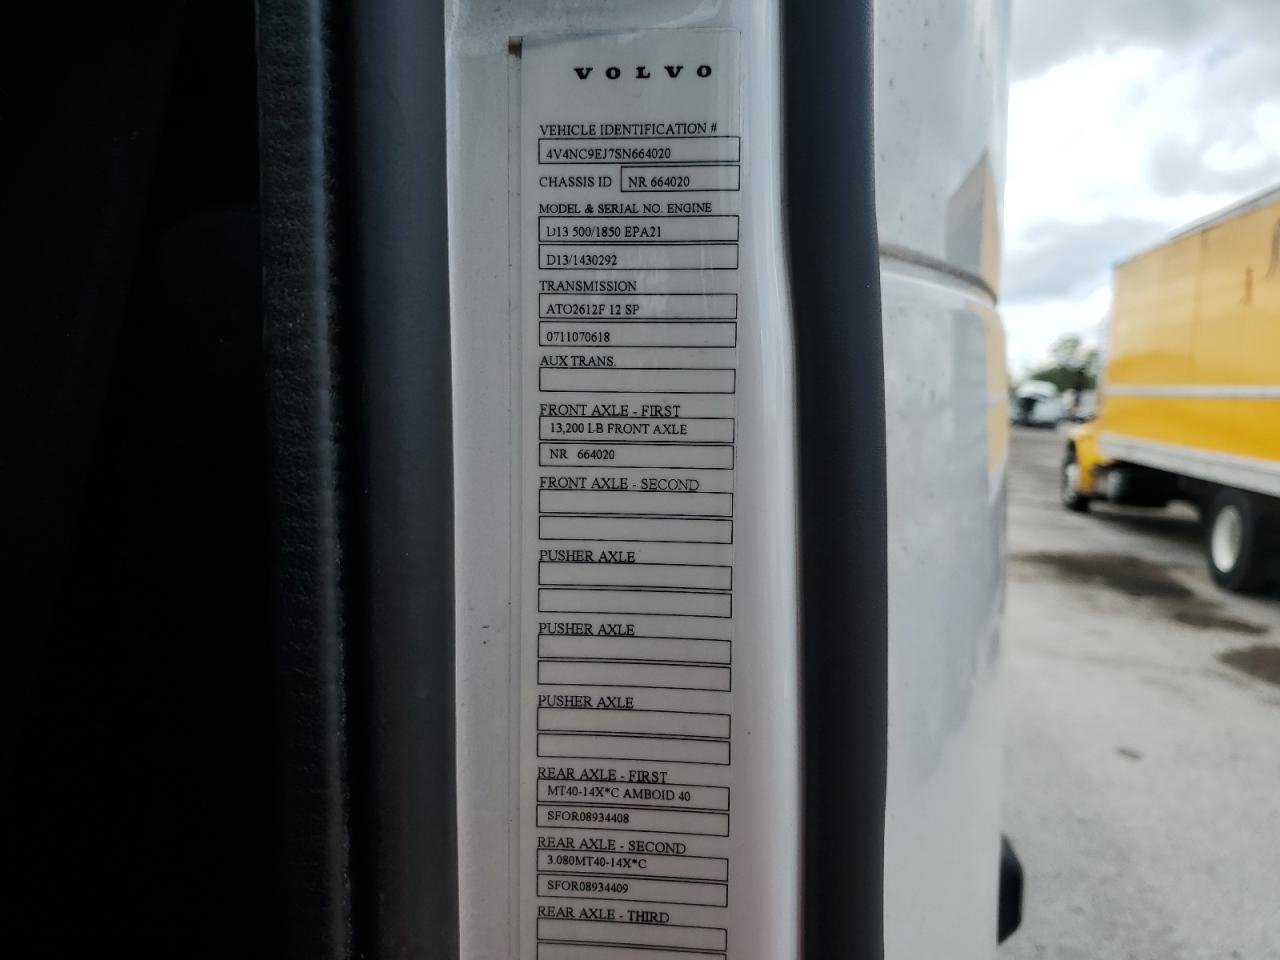 VOLVO
VEHICLE IDENTIFICATION #
4V4NC9EJ7SN664020
CHASSIS ID NR 664020
MODEL & SERIAL NO. ENGINE
D13 500/1850 EPA21
D13/1430292
TRANSMISSION
ATO2612F 12 SP
0711070618
AUX TRANS.
FRONT AXLE - FIRST
13,200 LB FRONT AXLE
NR 664020
FRONT AXLE - SECOND
PUSHER AXLE
PUSHER AXLE
PUSHER AXLE
REAR AXLE - FIRST
MT40-14X*C AMBOID 40
SFOR08934408
REAR AXLE - SECOND
3.080MT40-14X*C
SFOR08934409
REAR AXLE - THIRD